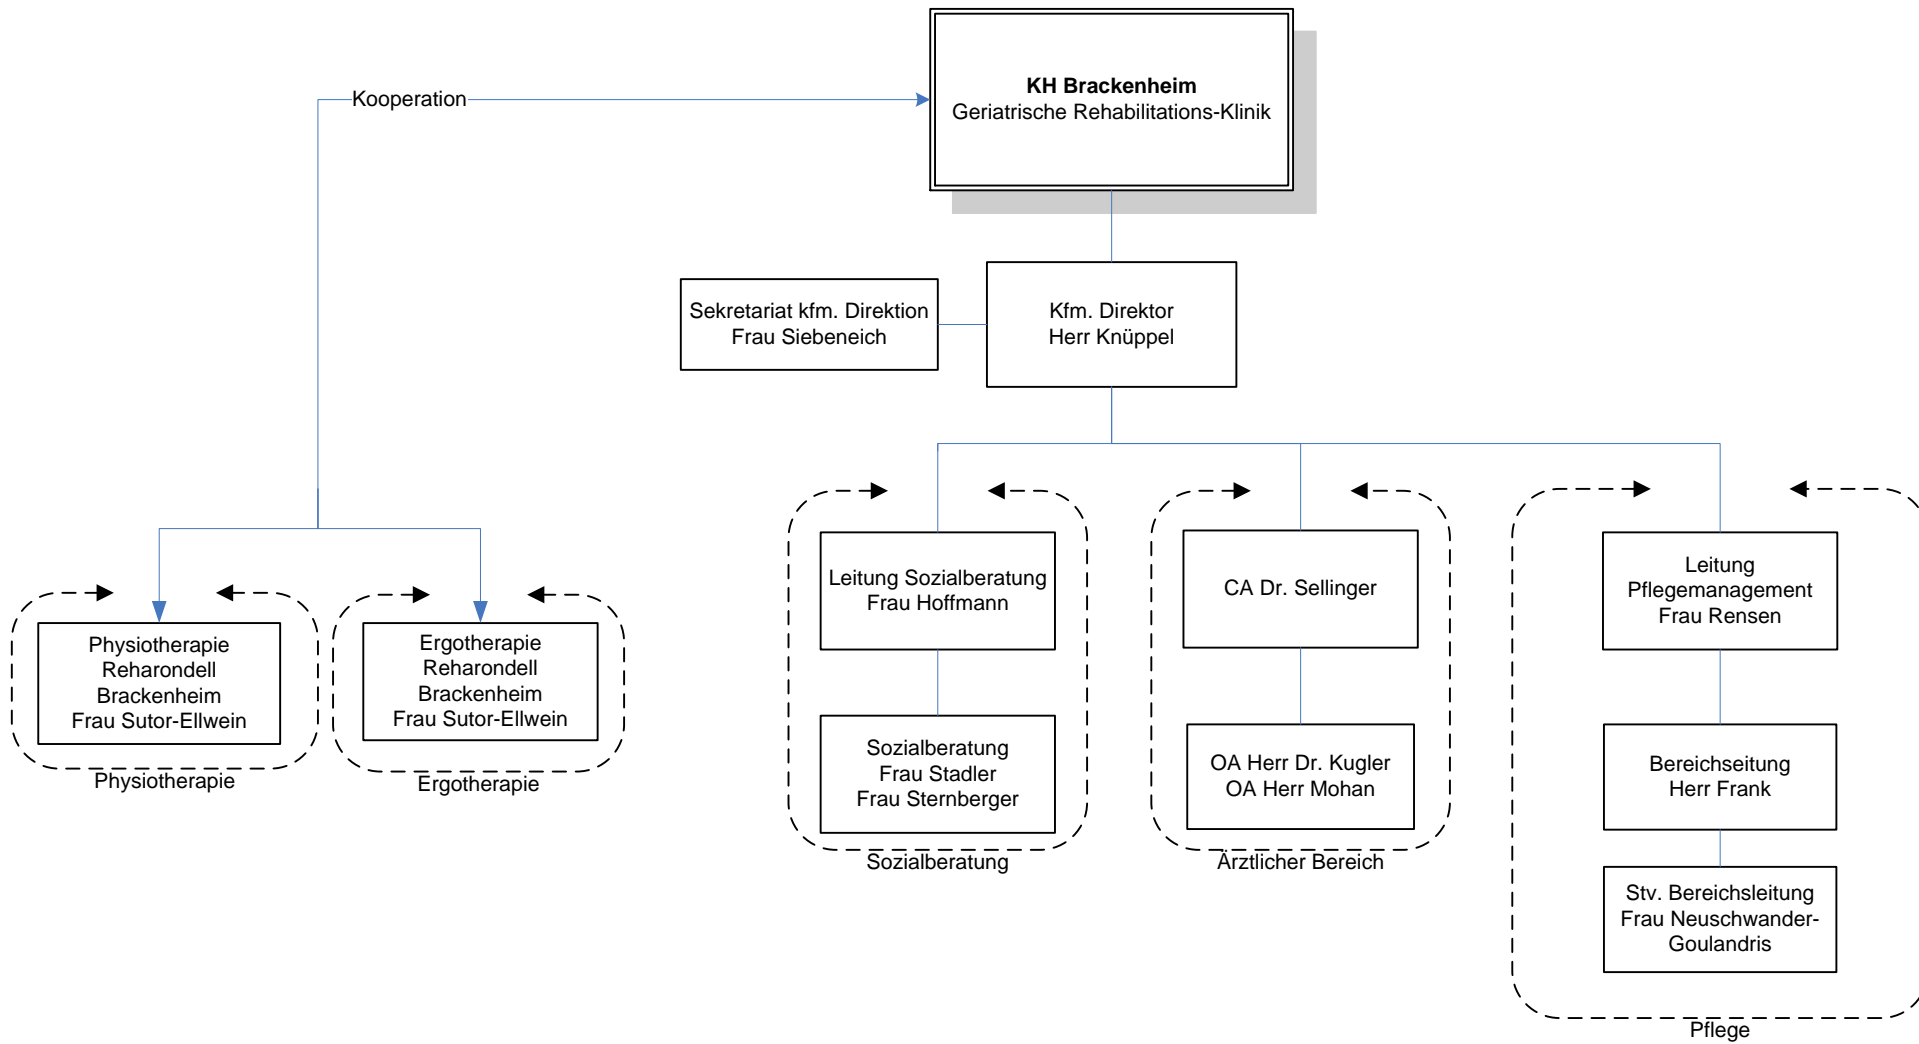 KH Brackenheim
Geriatrische Rehabilitations-Klinik
Kooperation
Sekretariat kfm. Direktion
Frau Siebeneich
Kfm. Direktor
Herr Knüppel
Physiotherapie
Reharondell
Brackenheim
Frau Sutor-Ellwein
Physiotherapie
Ergotherapie
Reharondell
Brackenheim
Frau Sutor-Ellwein
Ergotherapie
Leitung Sozialberatung
Frau Hoffmann
Sozialberatung
Frau Stadler
Frau Sternberger
Sozialberatung
CA Dr. Sellinger
OA Herr Dr. Kugler
OA Herr Mohan
Ärztlicher Bereich
Leitung
Pflegemanagement
Frau Rensen
Bereichseitung
Herr Frank
Stv. Bereichsleitung
Frau Neuschwander-
Goulandris
Pflege